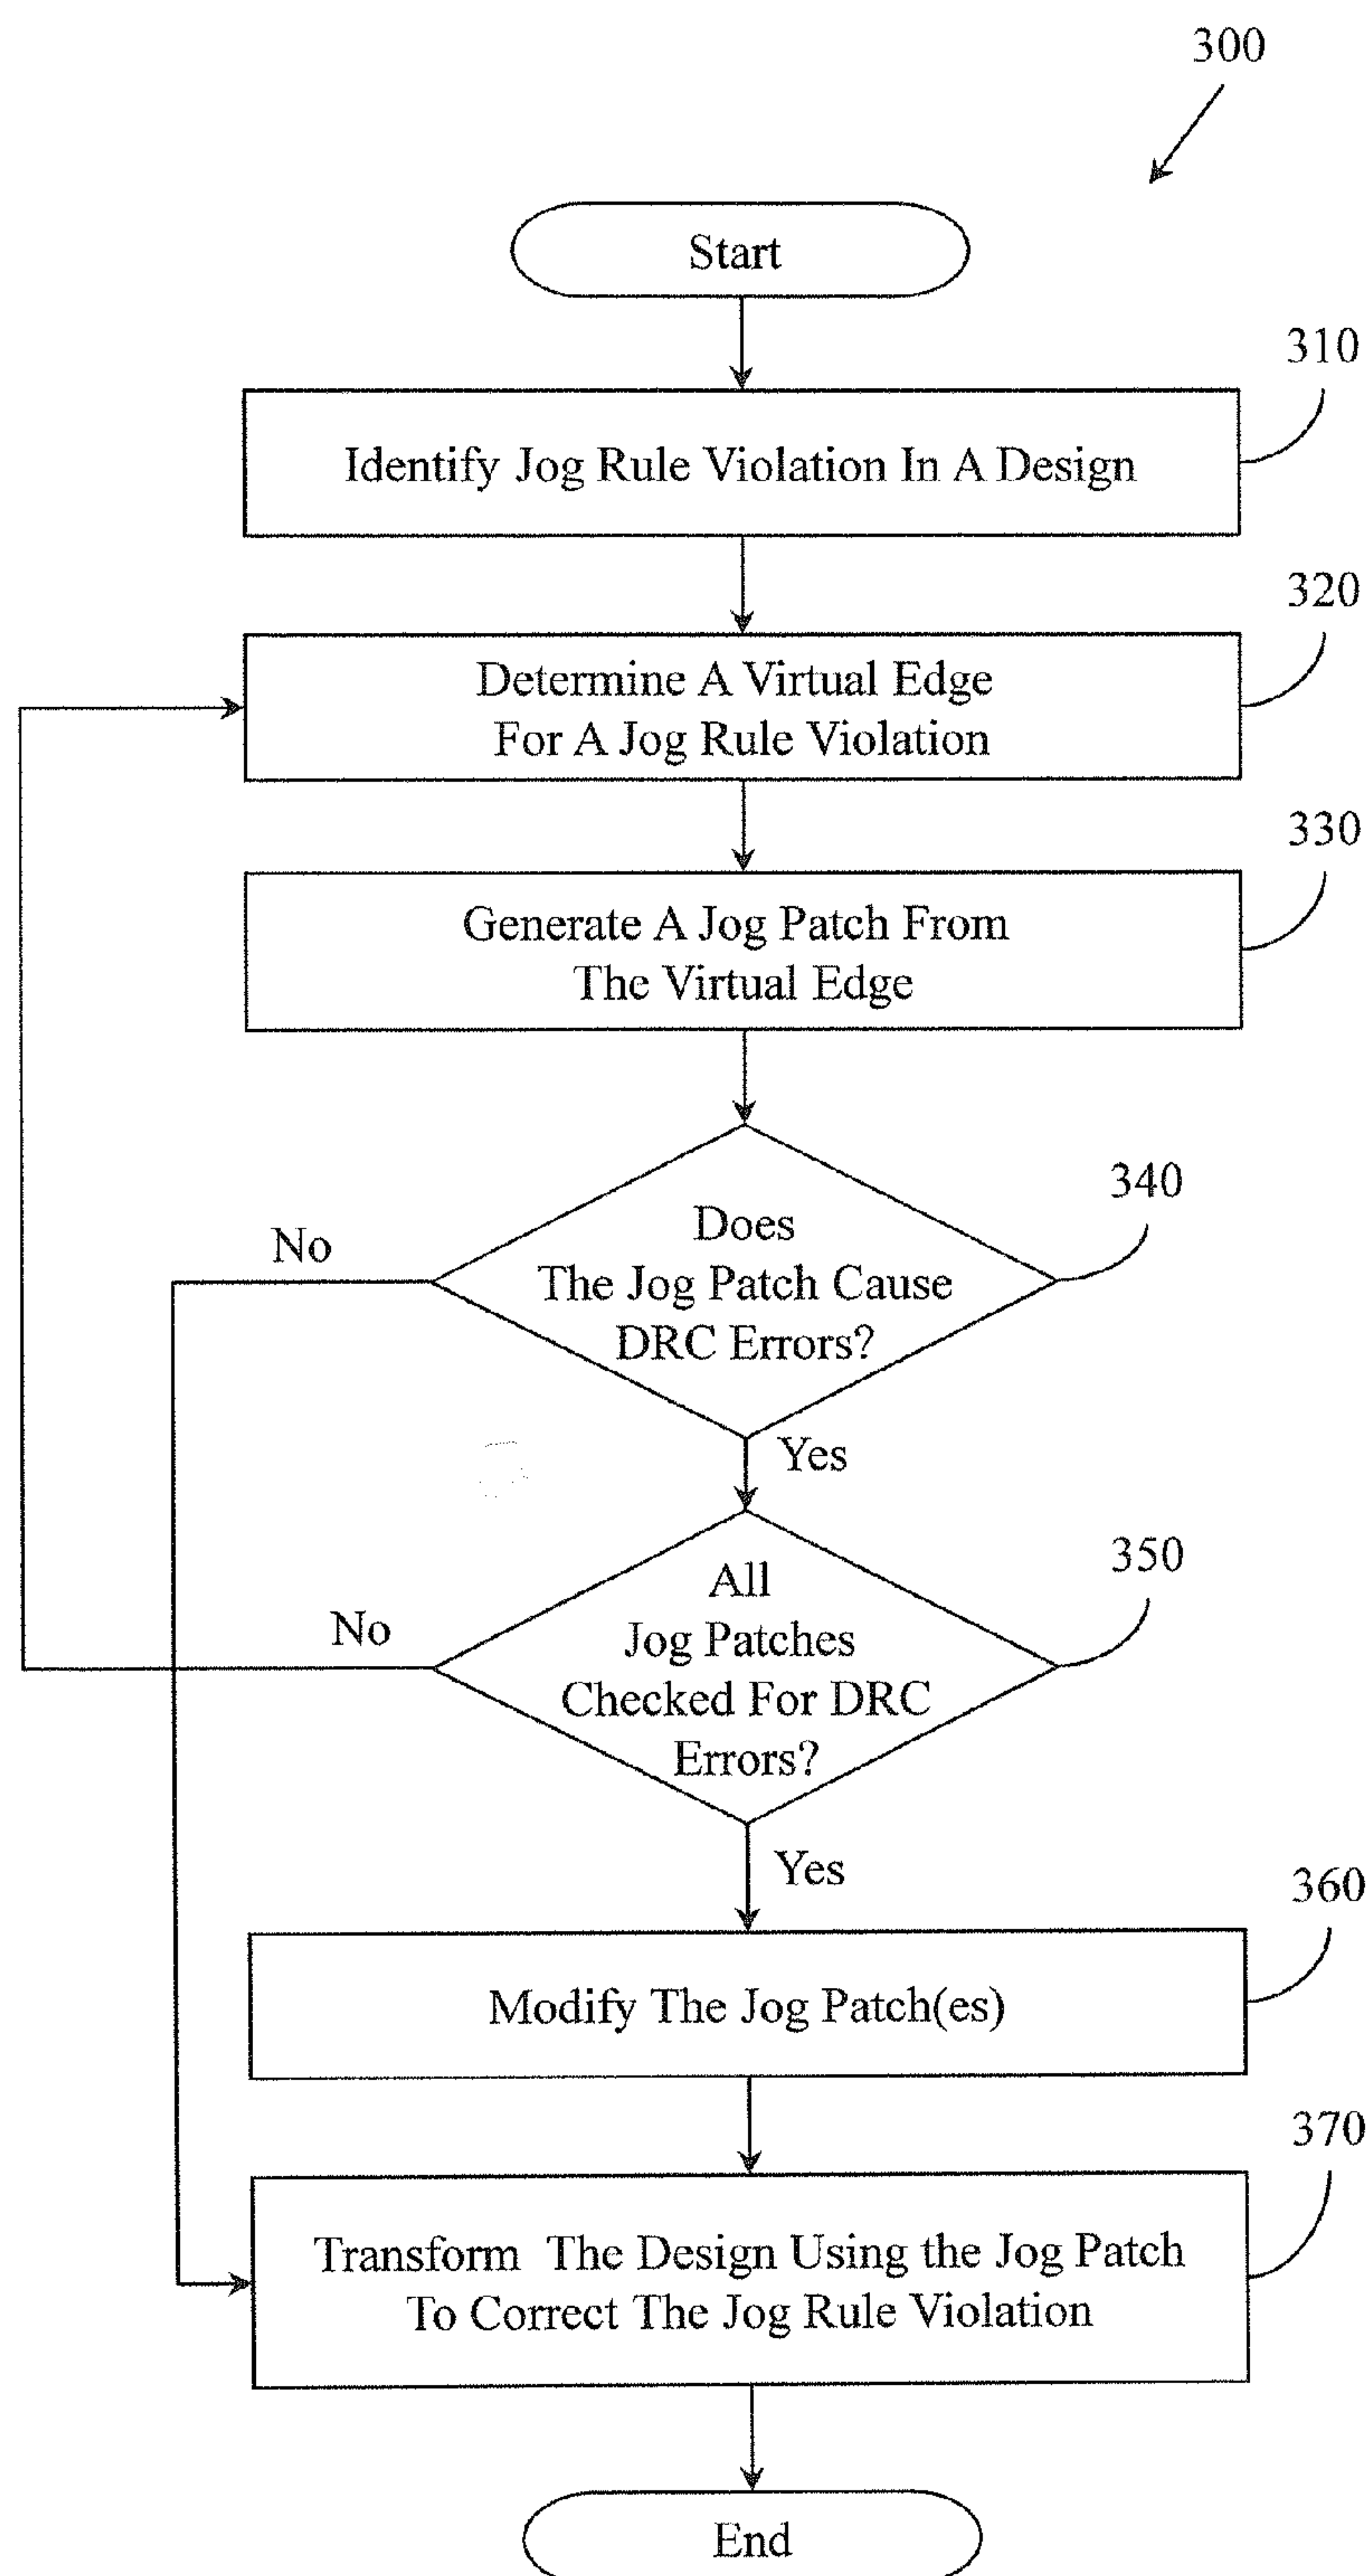 300
Start
310
Identify Jog Rule Violation In A Design
320
Determine A Virtual Edge
For A Jog Rule Violation
330
Generate A Jog Patch From
The Virtual Edge
340
No
Does
The Jog Patch Cause
DRC Errors?
Yes
350
No
All
Jog Patches
Checked For DRC
Errors?
Yes
360
Modify The Jog Patch(es)
370
Transform The Design Using the Jog Patch
To Correct The Jog Rule Violation
End